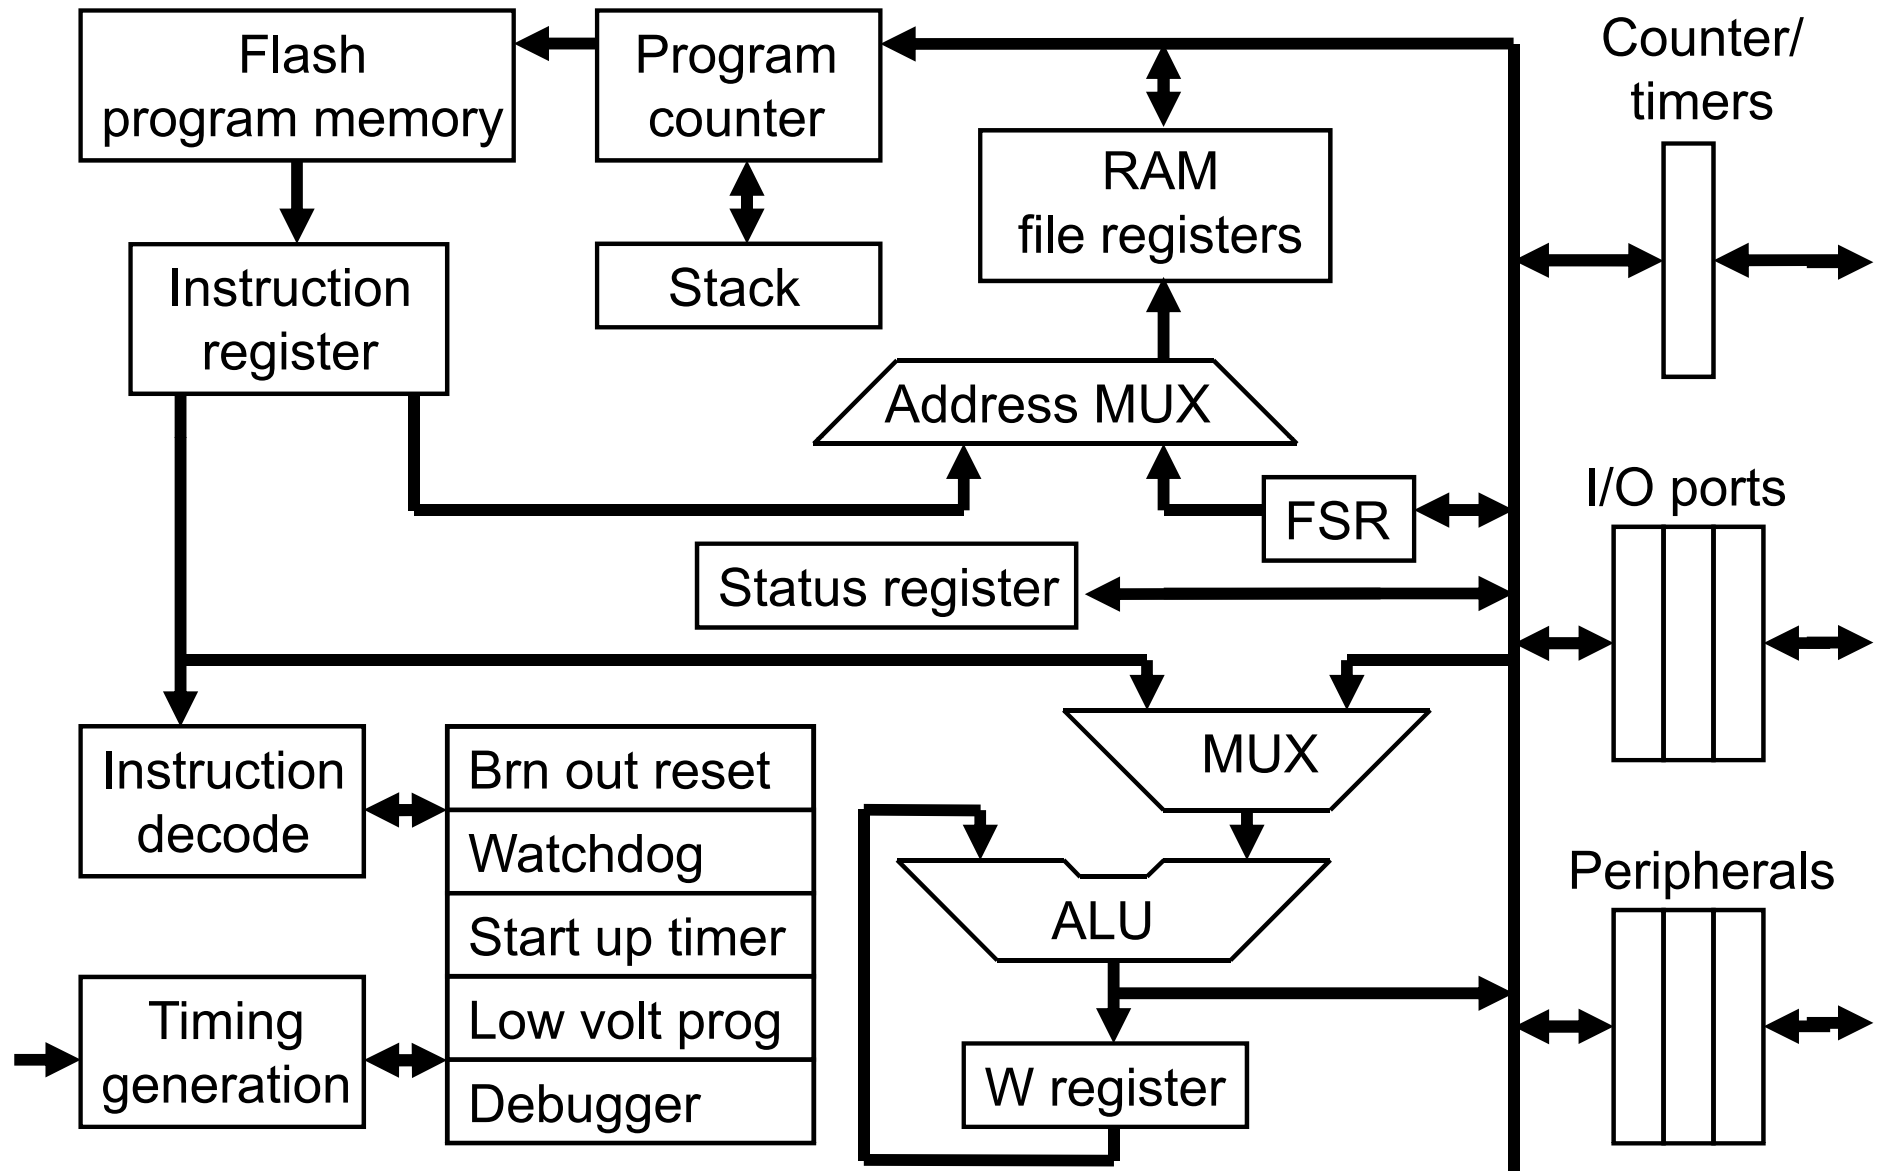 Flash
program memory
Program
counter
Counter/
timers
RAM
file registers
Instruction
register
Stack
Address MUX
I/O ports
FSR
Status register
Instruction
decode
Brn out reset
Watchdog
Start up timer
Low volt prog
Debugger
MUX
ALU
Peripherals
Timing
generation
W register